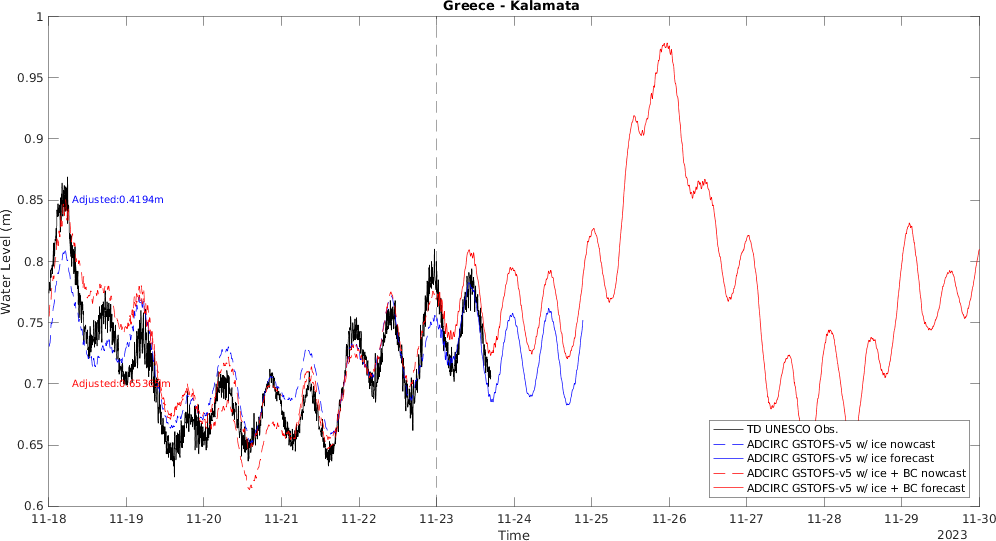 Greece - Kalamata
1
0.95
0.9
0.85
0.8
0.75
0.7
0.65
0.6
Water Level (m)
Adjusted:0.4194m
TD UNESCO Obs.
ADCIRC GSTOFS-v5 w/ ice nowcast
ADCIRC GSTOFS-v5 w/ ice forecast
ADCIRC GSTOFS-v5 w/ ice + BC nowcast
ADCIRC GSTOFS-v5 w/ ice + BC forecast
11-18 11-19 11-20 11-21 11-22 11-23 11-24 11-25 11-26 11-27 11-28 11-29 11-30
Time
2023